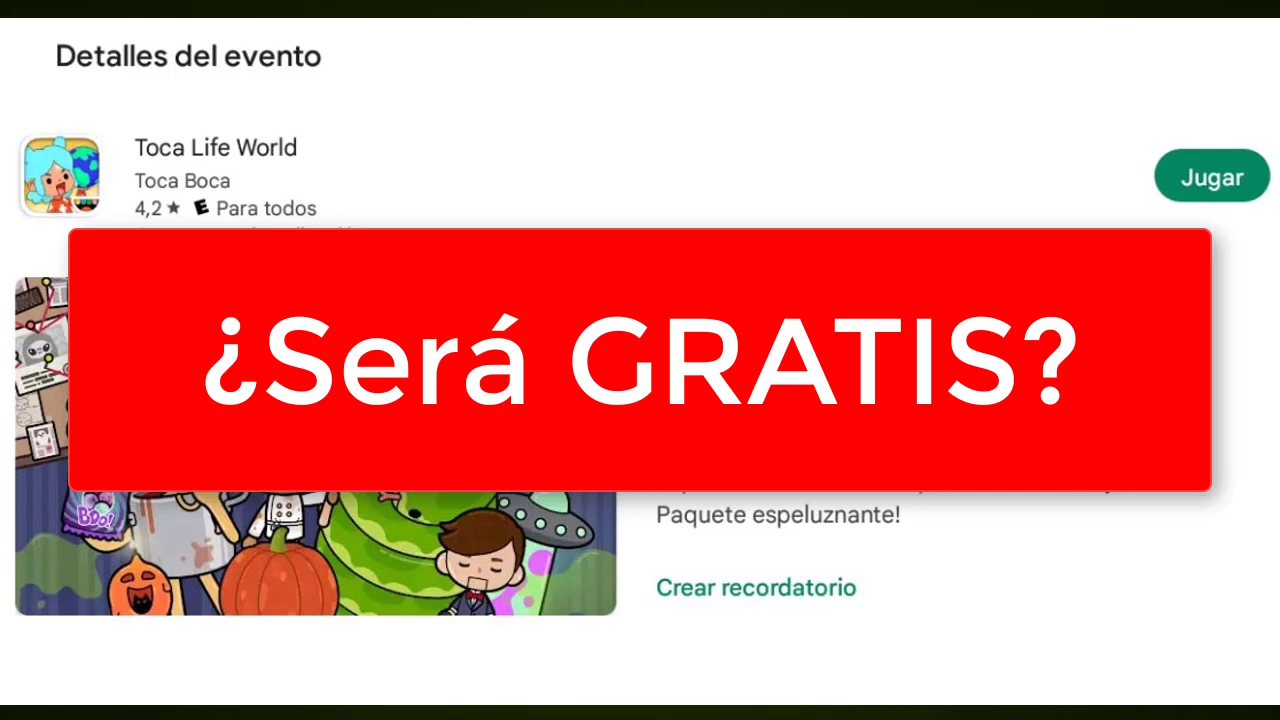 Detalles del evento
Toca Life World
Toca Boca
4,2 ★ E Para todos
Jugar
¿Será GRATIS?
BOO!
Paquete espeluznante!
Crear recordatorio